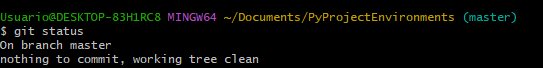 Usuario@DESKTOP-83H1RC8 MINGW64 ~/Documents/PyProjectEnvironments (master)
$ git status
On branch master
nothing to commit, working tree clean